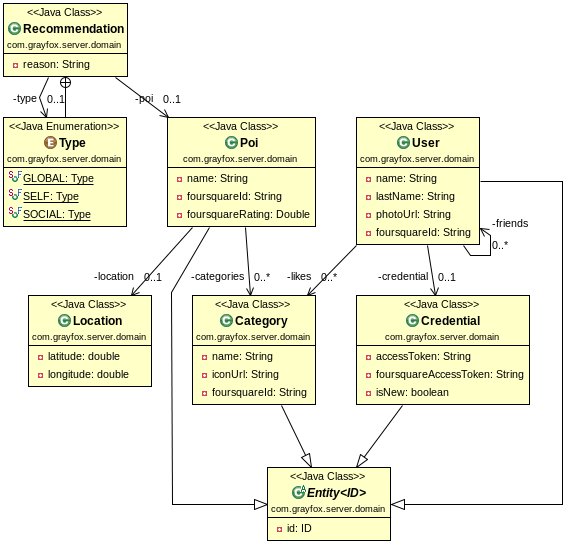 <<Java Class>>
Recommendation
com.grayfox.server.domain
reason: String
-type
0..1
-poi
0..1
<<Java Enumeration>>
Type
com.grayfox.server.domain
GLOBAL: Type
SELF: Type
SOCIAL: Type
<<Java Class>>
Poi
com.grayfox.server.domain
name: String
foursquareId: String
foursquareRating: Double
<<Java Class>>
User
com.grayfox.server.domain
name: String
lastName: String
photoUrl: String
foursquareId: String
-friends
0..*
-location
0..1
-categories
0..*
-likes
0..*
-credential
0..1
<<Java Class>>
Location
com.grayfox.server.domain
latitude: double
longitude: double
<<Java Class>>
Category
com.grayfox.server.domain
name: String
iconUrl: String
foursquareId: String
<<Java Class>>
Credential
com.grayfox.server.domain
accessToken: String
foursquareAccessToken: String
isNew: boolean
<<Java Class>>
Entity<ID>
com.grayfox.server.domain
id: ID